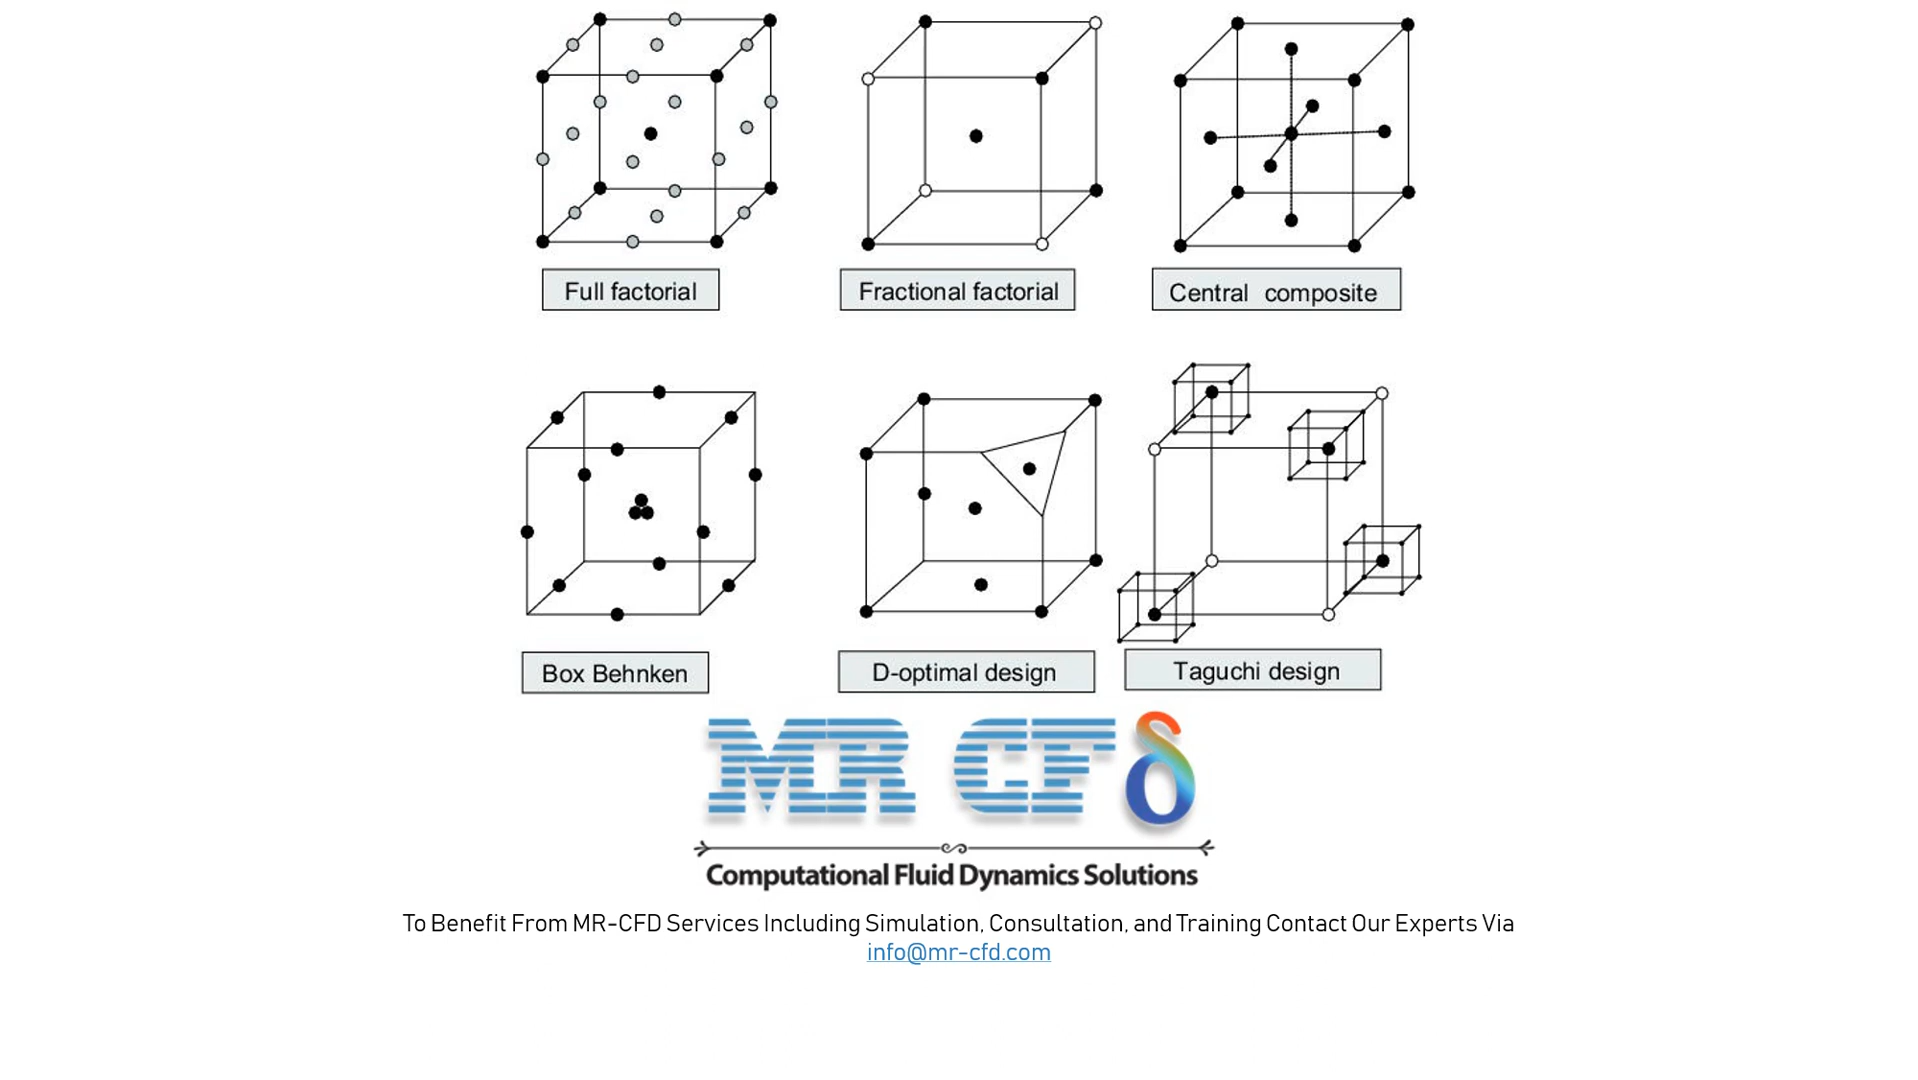 Full factorial
Fractional factorial
Central composite
Box Behnken
D-optimal design
Taguchi design
MR CFδ
Computational Fluid Dynamics Solutions
To Benefit From MR-CFD Services Including Simulation, Consultation, and Training Contact Our Experts Via
info@mr-cfd.com